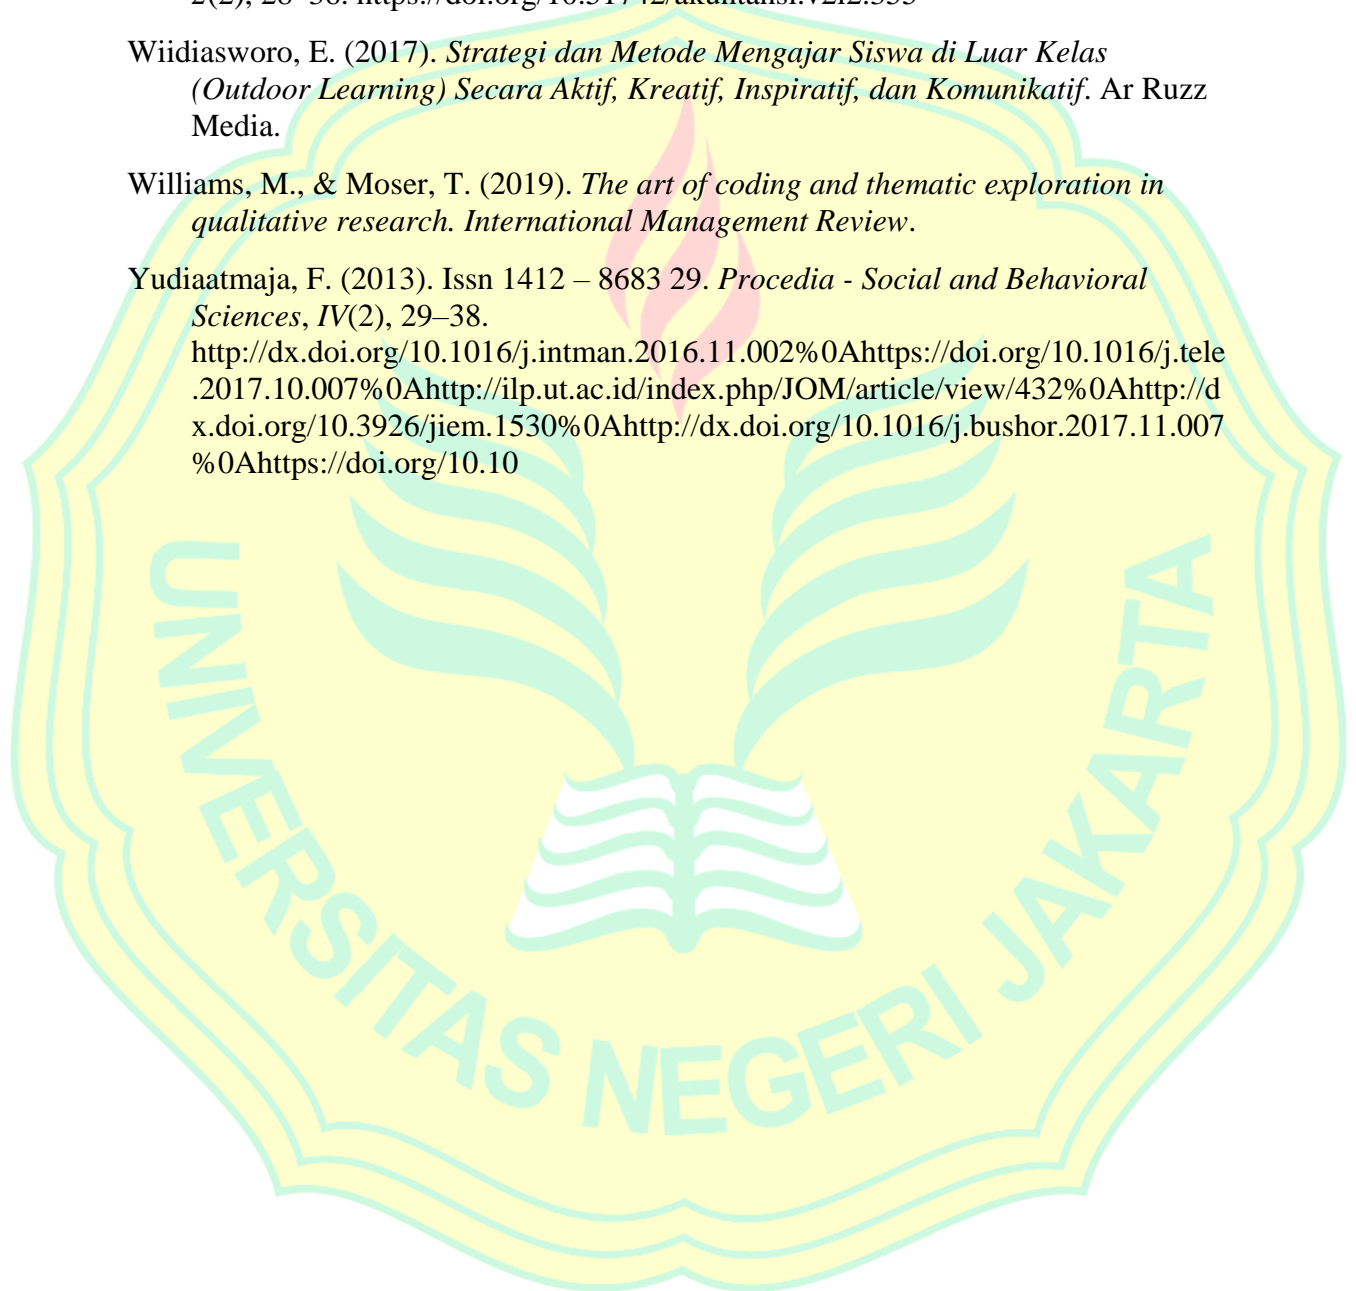 Wiidiasworo, E. (2017). Strategi dan Metode Mengajar Siswa di Luar Kelas
(Outdoor Learning) Secara Aktif, Kreatif, Inspiratif, dan Komunikatif. Ar Ruzz
Media.
Williams, M., & Moser, T. (2019). The art of coding and thematic exploration in
qualitative research. International Management Review.
Yudiaatmaja, F. (2013). Issn 1412 – 8683 29. Procedia - Social and Behavioral
Sciences, IV(2), 29–38.
http://dx.doi.org/10.1016/j.intman.2016.11.002%0Ahttps://doi.org/10.1016/j.tele
.2017.10.007%0Ahttp://ilp.ut.ac.id/index.php/JOM/article/view/432%0Ahttp://d
x.doi.org/10.3926/jiem.1530%0Ahttp://dx.doi.org/10.1016/j.bushor.2017.11.007
%0Ahttps://doi.org/10.10
UNIVERSITAS NEGERI JAKARTA